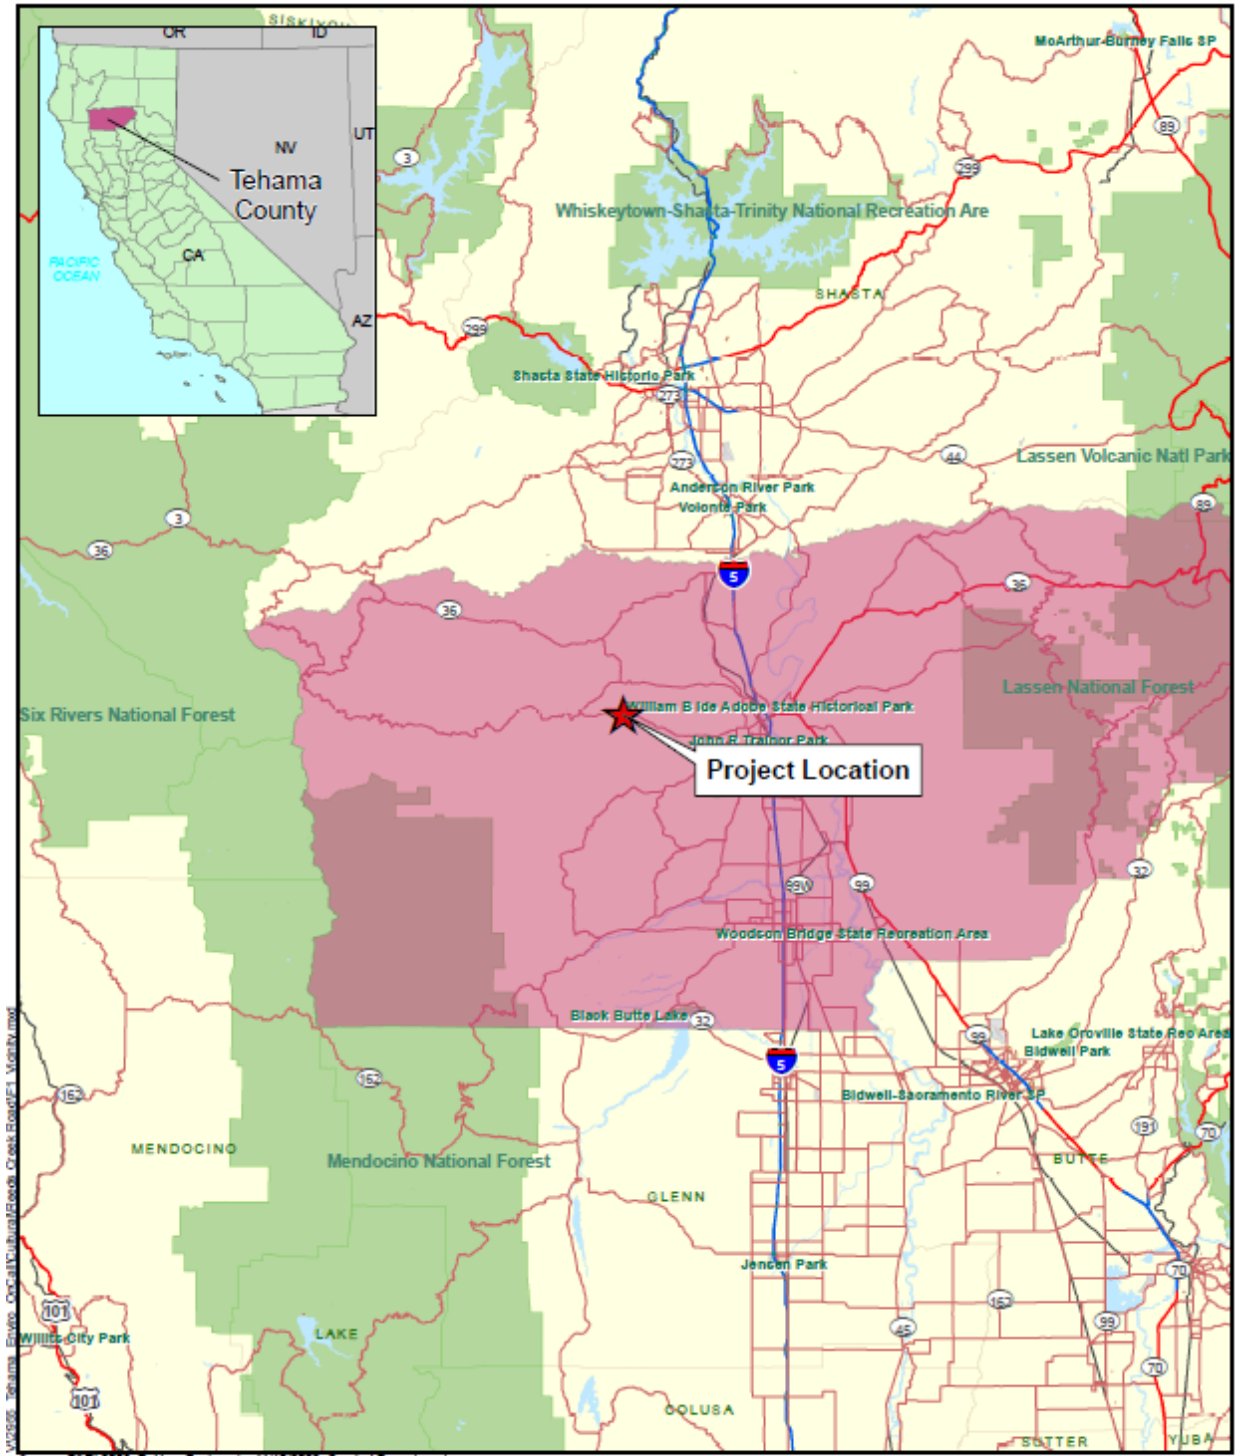 SISKIYOU
OR
ID
McArthur-Burney Falls SP
89
UT
NV
3
299
Tehama
County
Whiskeytown-Shasta-Trinity National Recreation Are
CA
PACIFIC
OCEAN
SHASTA
AZ
299
Shasta State Historic Park
273
44
Lassen Volcanic Natl Park
273
Anderson River Park
Volonte Park
89
3
36
5
36
36
Lassen National Forest
William B Ide Adobe State Historical Park
Six Rivers National Forest
John R Trainor Park
Project Location
32
99W
99
Woodson Bridge State Recreation Area
Black Butte Lake
32
99
Lake Oroville State Rec Area
Bidwell Park
5
162
162
Bidwell-Sacramento River SP
191
70
MENDOCINO
Mendocino National Forest
BUTTE
GLENN
Jensen Park
70
162
101
99
45
Willits City Park
LAKE
70
101
COLUSA
SUTTER
YUBA